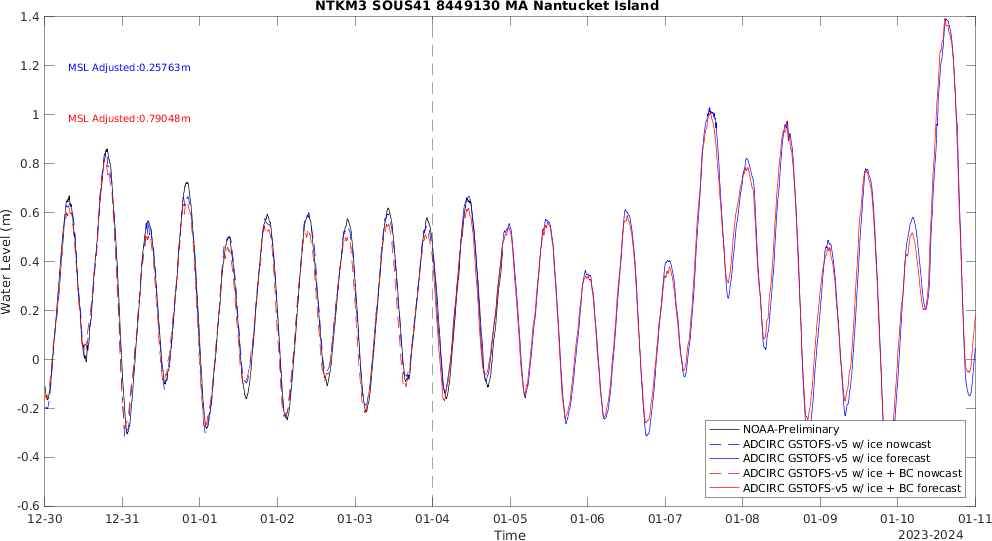 NTKM3 SOUS41 8449130 MA Nantucket Island
1.4
1.2
1
0.8
0.6
0.4
0.2
0
-0.2
-0.4
-0.6
Water Level (m)
MSL Adjusted:0.25763m
MSL Adjusted:0.79048m
NOAA-Preliminary
ADCIRC GSTOFS-v5 w/ ice nowcast
ADCIRC GSTOFS-v5 w/ ice forecast
ADCIRC GSTOFS-v5 w/ ice + BC nowcast
ADCIRC GSTOFS-v5 w/ ice + BC forecast
12-30 12-31 01-01 01-02 01-03 01-04 01-05 01-06 01-07 01-08 01-09 01-10 01-11
Time
2023-2024